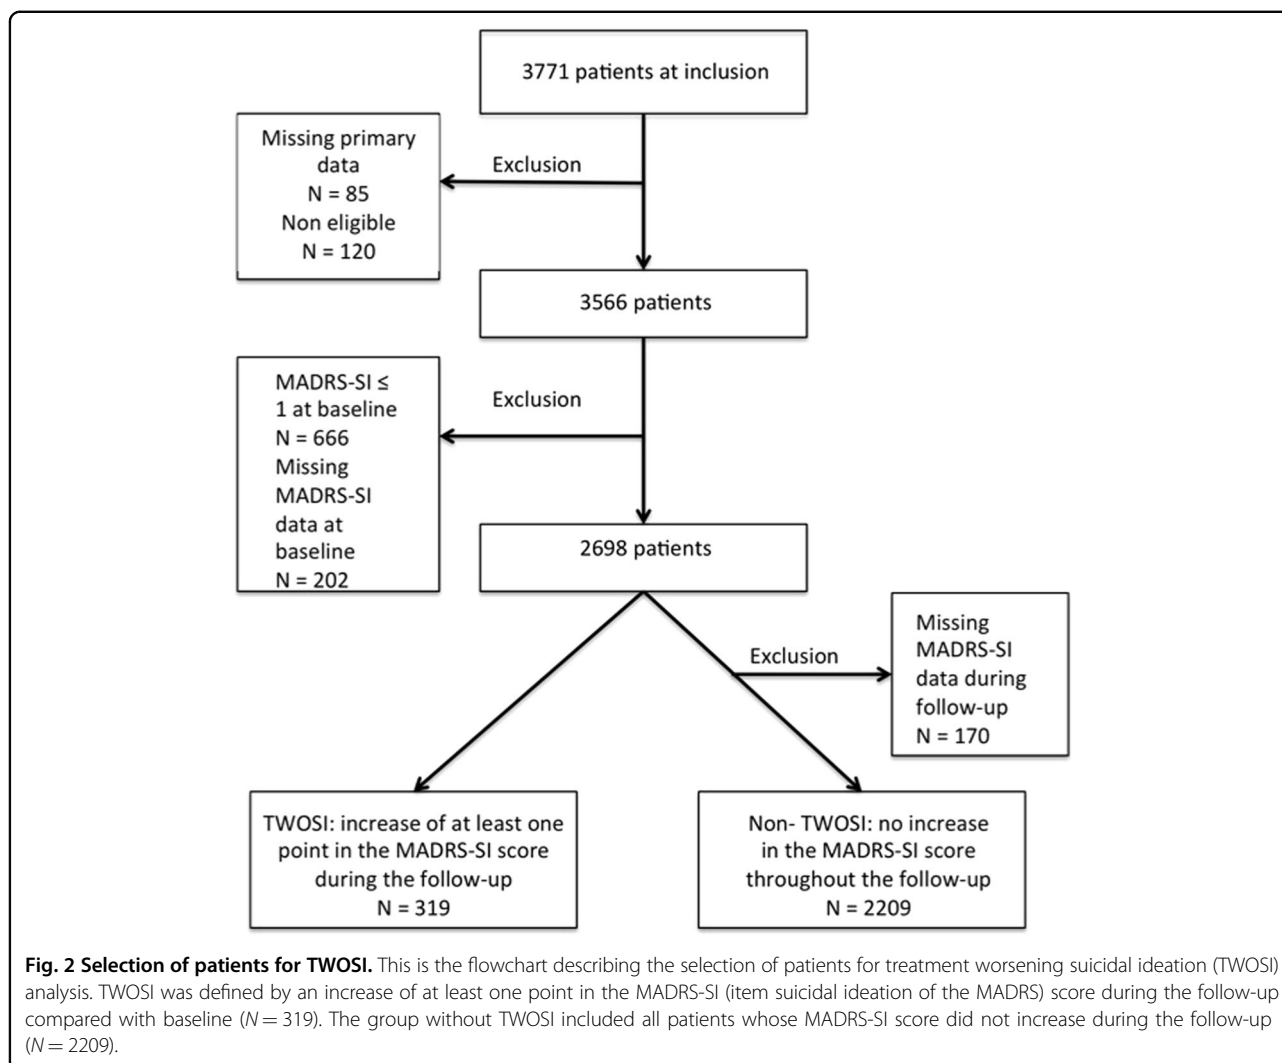 3771 patients at inclusion
Missing primary
data
N = 85
Non eligible
N = 120
Exclusion
3566 patients
MADRS-SI ≤
1 at baseline
N = 666
Missing
MADRS-SI
data at
baseline
N = 202
Exclusion
2698 patients
Exclusion
Missing
MADRS-SI
data during
follow-up
N = 170
TWOSI: increase of at least one
point in the MADRS-SI score
during the follow-up
N = 319
Non- TWOSI: no increase
in the MADRS-SI score
throughout the follow-up
N = 2209
Fig. 2 Selection of patients for TWOSI. This is the flowchart describing the selection of patients for treatment worsening suicidal ideation (TWOSI)
analysis. TWOSI was defined by an increase of at least one point in the MADRS-SI (item suicidal ideation of the MADRS) score during the follow-up
compared with baseline (N = 319). The group without TWOSI included all patients whose MADRS-SI score did not increase during the follow-up
(N = 2209).